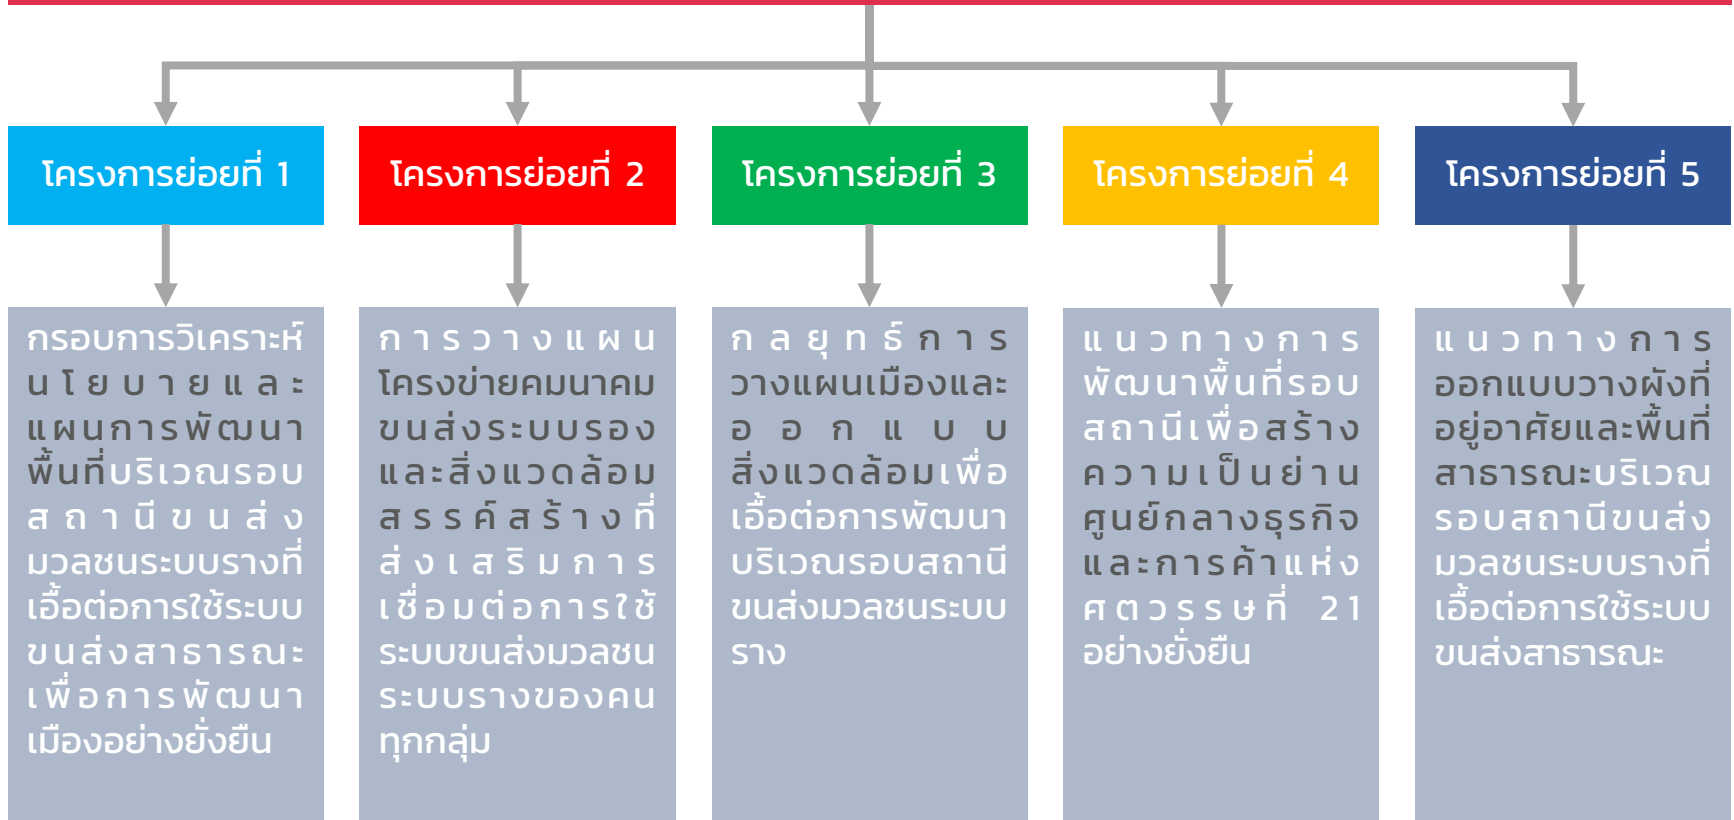 โครงการย่อยที่ 1
โครงการย่อยที่ 2
โครงการย่อยที่ 3
โครงการย่อยที่ 4
โครงการย่อยที่ 5
กรอบการวิเคราะห์
นโยบายและ
แผนการพัฒนา
พื้นที่บริเวณรอบ
สถานีขนส่ง
มวลชนระบบรางที่
เอื้อต่อการใช้ระบบ
ขนส่งสาธารณะ
เพื่อการพัฒนา
เมืองอย่างยั่งยืน
การวางแผน
โครงข่ายคมนาคม
ขนส่งระบบรอง
และสิ่งแวดล้อม
สรรค์สร้างที่
ส่งเสริมการ
เชื่อมต่อการใช้
ระบบขนส่งมวลชน
ระบบรางของคน
ทุกกลุ่ม
กลยุทธ์การ
วางแผนเมืองและ
ออกแบบ
สิ่งแวดล้อมเพื่อ
เอื้อต่อการพัฒนา
บริเวณรอบสถานี
ขนส่งมวลชนระบบ
ราง
แนวทางการ
พัฒนาพื้นที่รอบ
สถานีเพื่อสร้าง
ความเป็นย่าน
ศูนย์กลางธุรกิจ
และการค้าแห่ง
ศตวรรษที่ 21
อย่างยั่งยืน
แนวทางการ
ออกแบบวางผังที่
อยู่อาศัยและพื้นที่
สาธารณะบริเวณ
รอบสถานีขนส่ง
มวลชนระบบรางที่
เอื้อต่อการใช้ระบบ
ขนส่งสาธารณะ